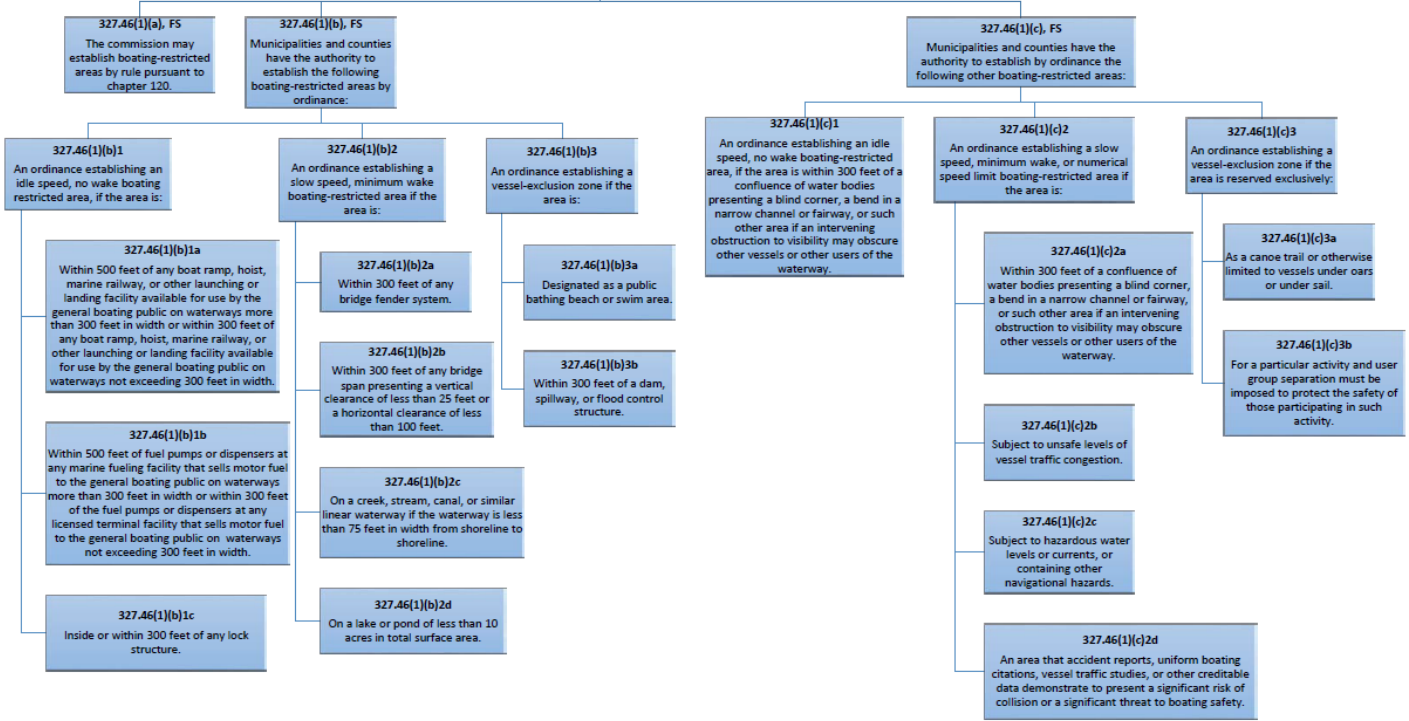 327.46(1)(a), FS
The commission may
establish boating-restricted
areas by rule pursuant to
chapter 120.
327.46(1)(b), FS
Municipalities and counties
have the authority to
establish the following
boating-restricted areas by
ordinance:
327.46(1)(b)1
An ordinance establishing an
idle speed, no wake boating
restricted area, if the area is:
327.46(1)(b)1a
Within 500 feet of any boat ramp, hoist,
marine railway, or other launching or
landing facility available for use by the
general boating public on waterways more
than 300 feet in width or within 300 feet of
any boat ramp, hoist, marine railway, or
other launching or landing facility available
for use by the general boating public on
waterways not exceeding 300 feet in width.
327.46(1)(b)1b
Within 500 feet of fuel pumps or dispensers at
any marine fueling facility that sells motor fuel
to the general boating public on waterways
more than 300 feet in width or within 300 feet
of the fuel pumps or dispensers at any
licensed terminal facility that sells motor fuel
to the general boating public on waterways
not exceeding 300 feet in width.
327.46(1)(b)1c
Inside or within 300 feet of any lock
structure.
327.46(1)(b)2
An ordinance establishing a
slow speed, minimum wake
boating-restricted area if the
area is:
327.46(1)(b)2a
Within 300 feet of any
bridge fender system.
327.46(1)(b)2b
Within 300 feet of any bridge
span presenting a vertical
clearance of less than 25 feet or
a horizontal clearance of less
than 100 feet.
327.46(1)(b)2c
On a creek, stream, canal, or similar
linear waterway if the waterway is less
than 75 feet in width from shoreline to
shoreline.
327.46(1)(b)2d
On a lake or pond of less than 10
acres in total surface area.
327.46(1)(b)3
An ordinance establishing a
vessel-exclusion zone if the
area is:
327.46(1)(b)3a
Designated as a public
bathing beach or swim area.
327.46(1)(b)3b
Within 300 feet of a dam,
spillway, or flood control
structure.
327.46(1)(c), FS
Municipalities and counties have the
authority to establish by ordinance the
following other boating-restricted areas:
327.46(1)(c)1
An ordinance establishing an idle
speed, no wake boating-restricted
area, if the area is within 300 feet of a
confluence of water bodies
presenting a blind corner, a bend in a
narrow channel or fairway, or such
other area if an intervening
obstruction to visibility may obscure
other vessels or other users of the
waterway.
327.46(1)(c)2
An ordinance establishing a slow
speed, minimum wake, or numerical
speed limit boating-restricted area if
the area is:
327.46(1)(c)2a
Within 300 feet of a confluence of
water bodies presenting a blind corner,
a bend in a narrow channel or fairway,
or such other area if an intervening
obstruction to visibility may obscure
other vessels or other users of the
waterway.
327.46(1)(c)2b
Subject to unsafe levels of
vessel traffic congestion.
327.46(1)(c)2c
Subject to hazardous water
levels or currents, or
containing other
navigational hazards.
327.46(1)(c)2d
An area that accident reports, uniform boating
citations, vessel traffic studies, or other creditable
data demonstrate to present a significant risk of
collision or a significant threat to boating safety.
327.46(1)(c)3
An ordinance establishing a
vessel-exclusion zone if the
area is reserved exclusively:
327.46(1)(c)3a
As a canoe trail or otherwise
limited to vessels under oars
or under sail.
327.46(1)(c)3b
For a particular activity and user
group separation must be
imposed to protect the safety of
those participating in such
activity.